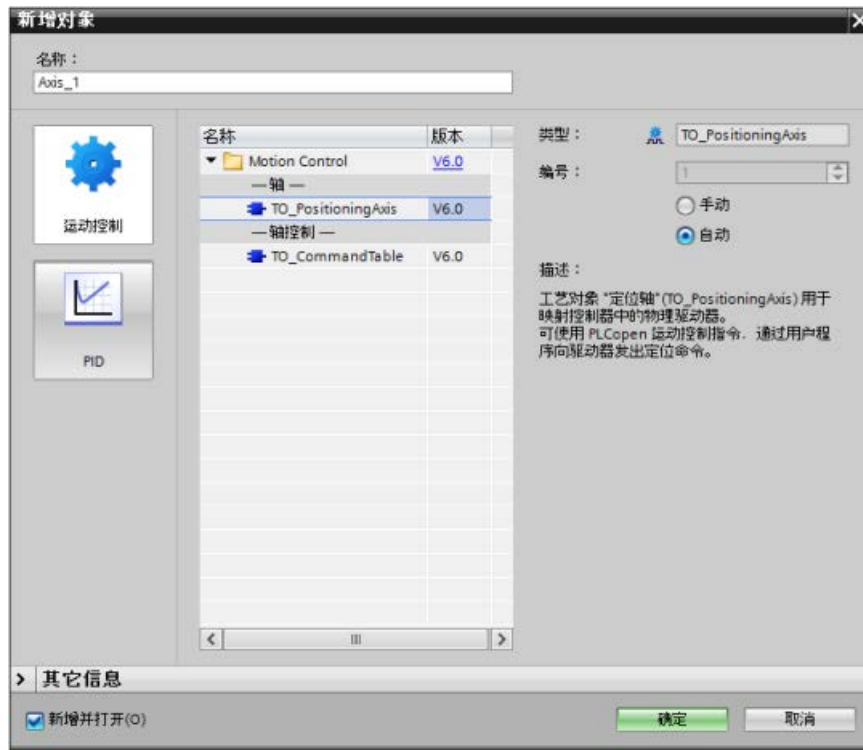 新增对象
名称：
Axis_1
运动控制
PID
名称 版本
Motion Control V6.0
—轴—
TO_PositioningAxis V6.0
—轴控制—
TO_CommandTable V6.0
类型： TO_PositioningAxis
编号： 1
手动
自动
描述：
工艺对象 "定位轴"(TO_PositioningAxis)用于
映射控制器中的物理驱动器。
可使用 PLCopen 运动控制指令，通过用户程
序向驱动器发出定位命令。
其它信息
新增并打开(O)
确定 取消